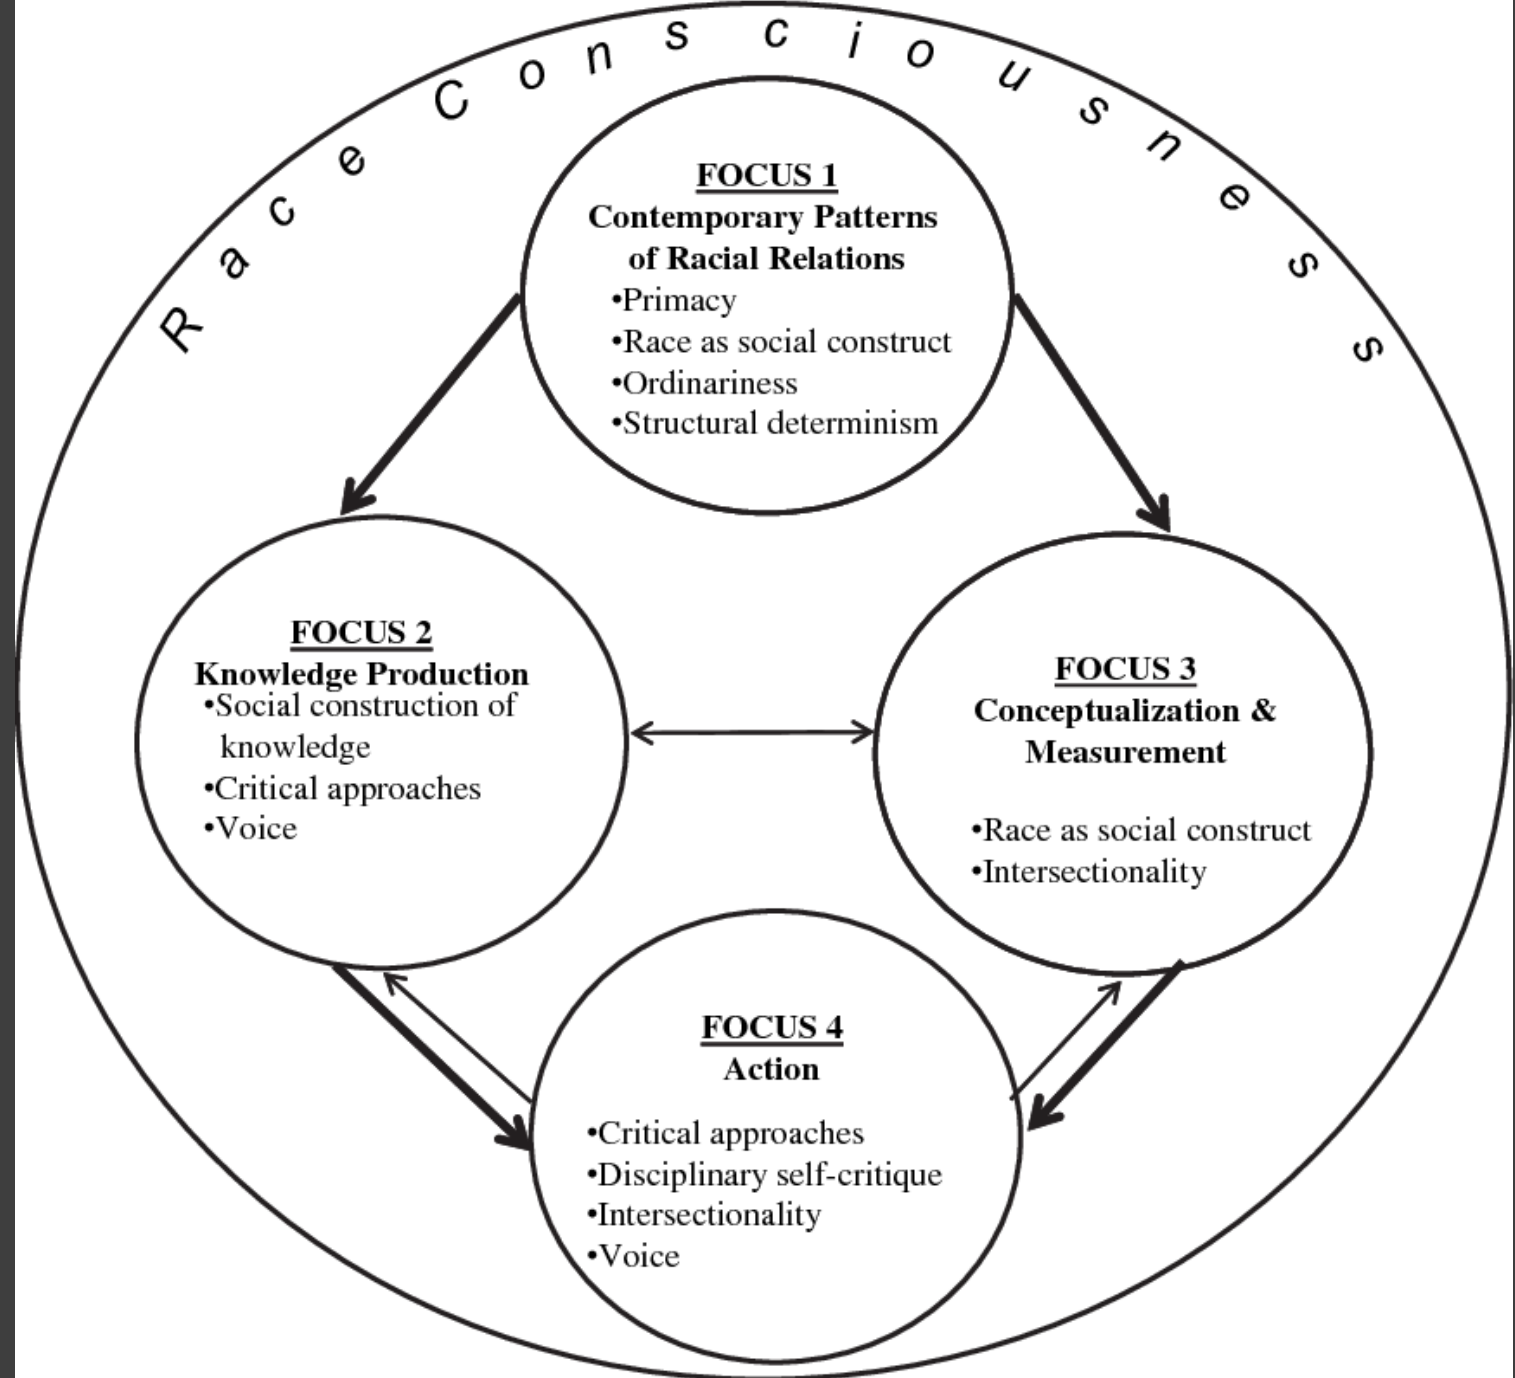 Race Consciousness
FOCUS 1
Contemporary Patterns
of Racial Relations
•Primacy
•Race as social construct
•Ordinariness
•Structural determinism
FOCUS 2
Knowledge Production
•Social construction of
knowledge
•Critical approaches
•Voice
FOCUS 3
Conceptualization &
Measurement
•Race as social construct
•Intersectionality
FOCUS 4
Action
•Critical approaches
•Disciplinary self-critique
•Intersectionality
•Voice